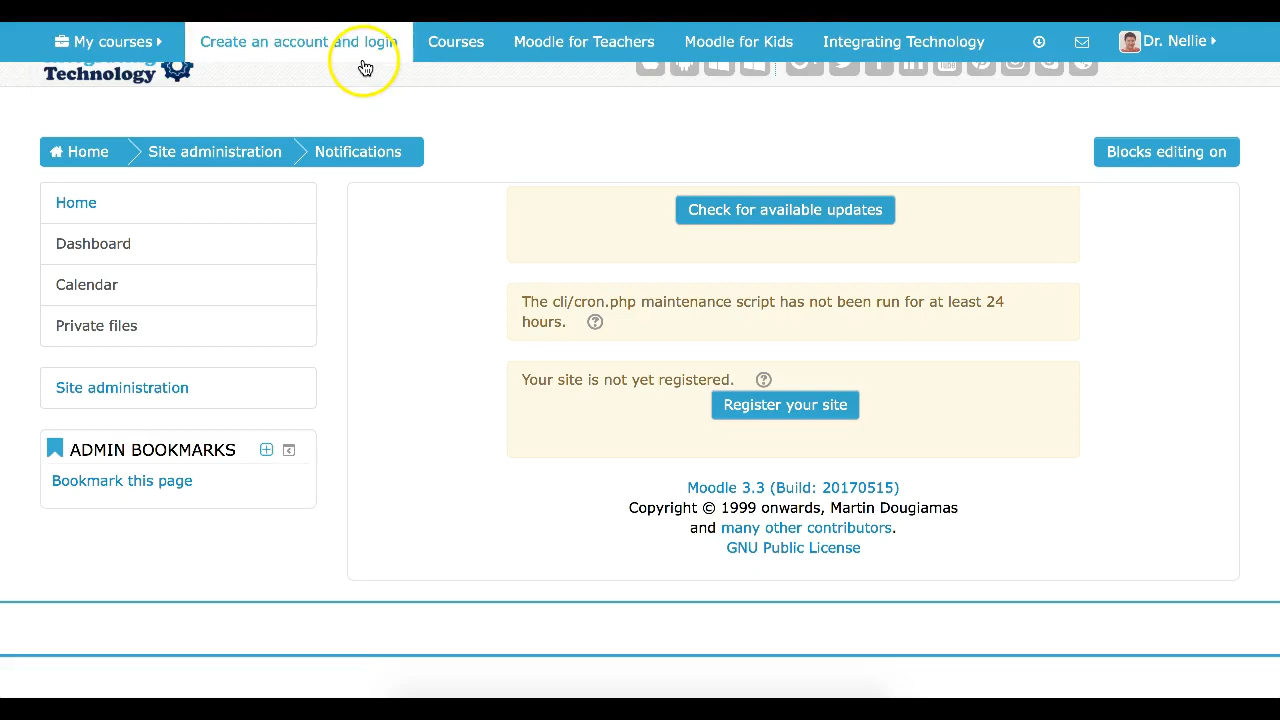 My courses
Create an account and login
Courses
Moodle for Teachers
Moodle for Kids
Integrating Technology
Dr. Nellie
Technology
Home
Site administration
Notifications
Blocks editing on
Home
Dashboard
Calendar
Private files
Site administration
ADMIN BOOKMARKS
Bookmark this page
Check for available updates
The cli/cron.php maintenance script has not been run for at least 24
hours.
Your site is not yet registered.
Register your site
Moodle 3.3 (Build: 20170515)
Copyright © 1999 onwards, Martin Dougiamas
and many other contributors.
GNU Public License